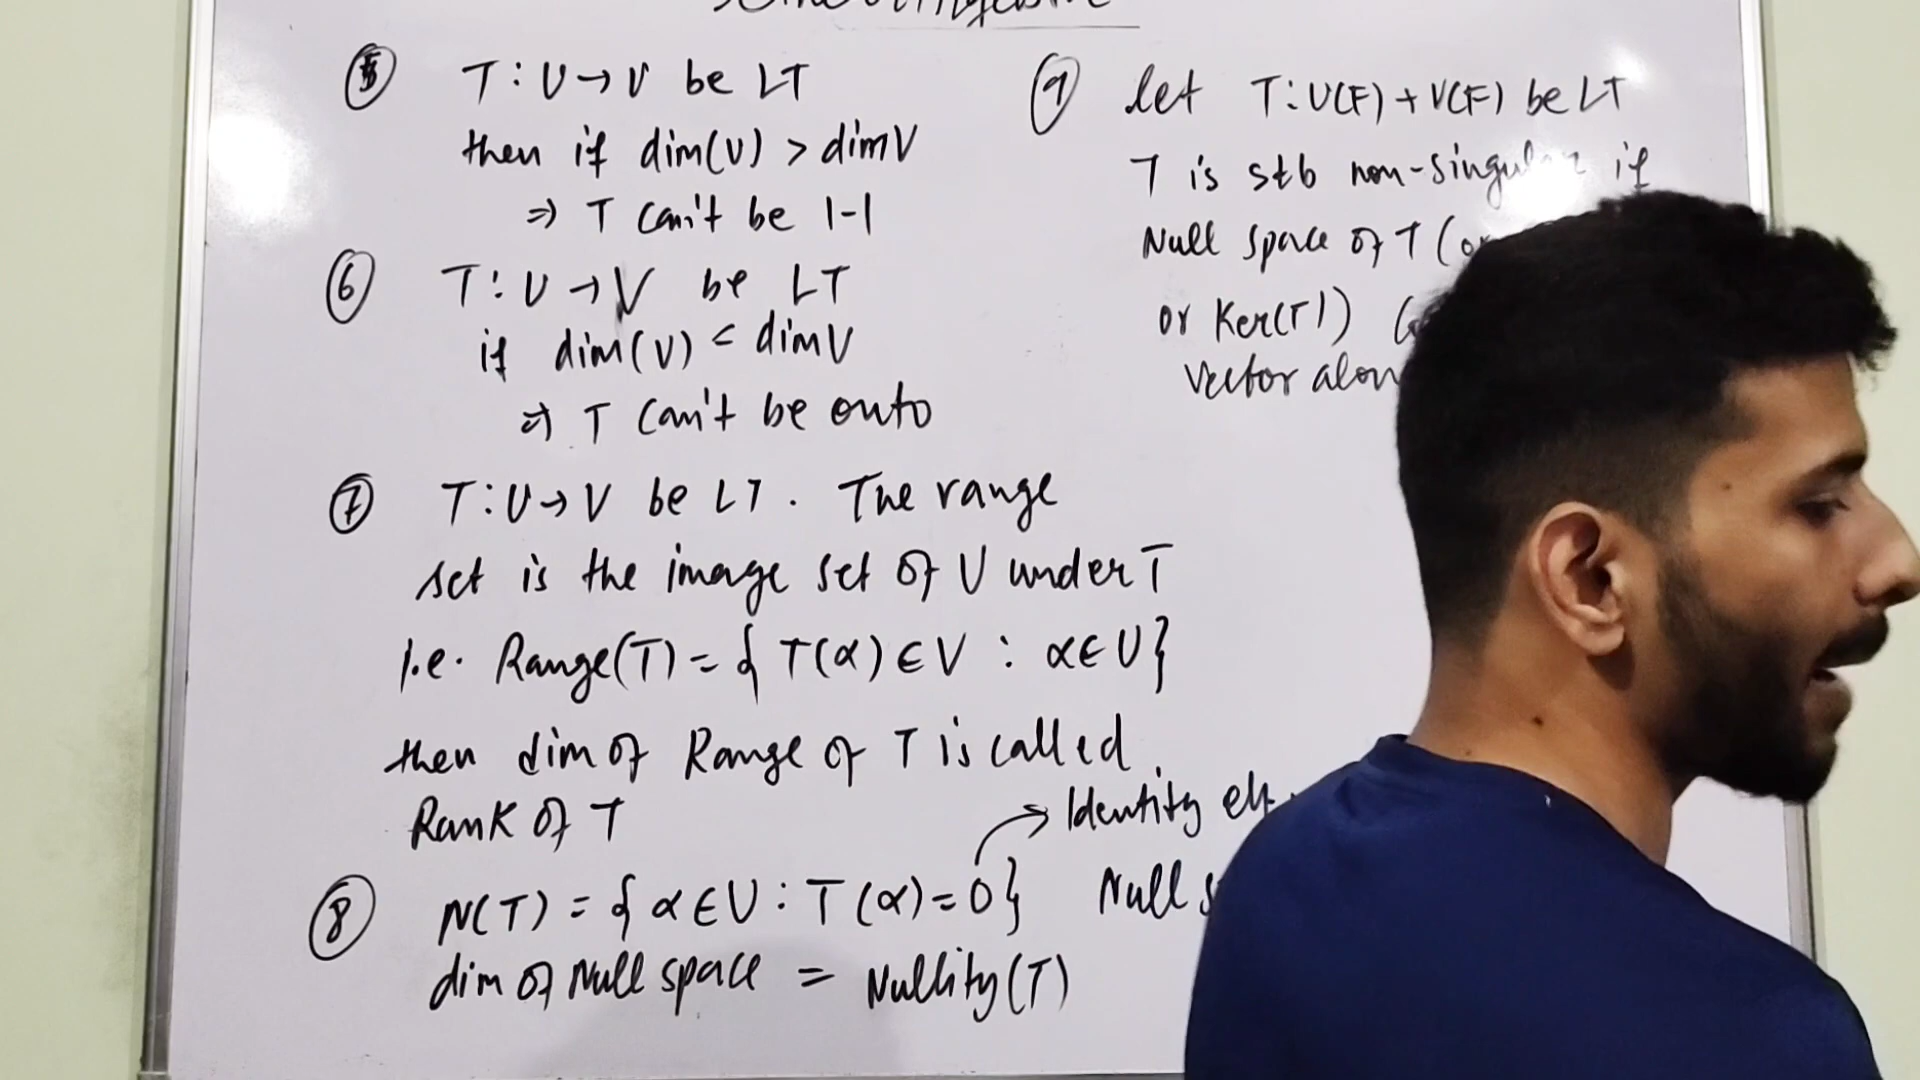 ⑤ T : U → V be LT
then if dim(U) > dimV
⇒ T can't be 1-1
⑥ T : U → V be LT
if dim(U) < dimV
⇒ T can't be onto
⑦ T : U → V be LT. The range
set is the image set of U under T
i.e. Range(T) = { T(α) ∈ V : α ∈ U}
then dim of Range of T is called
Rank of T
→ Identity
⑧ N(T) = { α ∈ U : T(α) = 0} Null
dim of Null space = Nullity(T)
⑨ let T : U(F) → V(F) be LT
T is stb non-singular if
Null space of T (or
or Ker(T))
vector